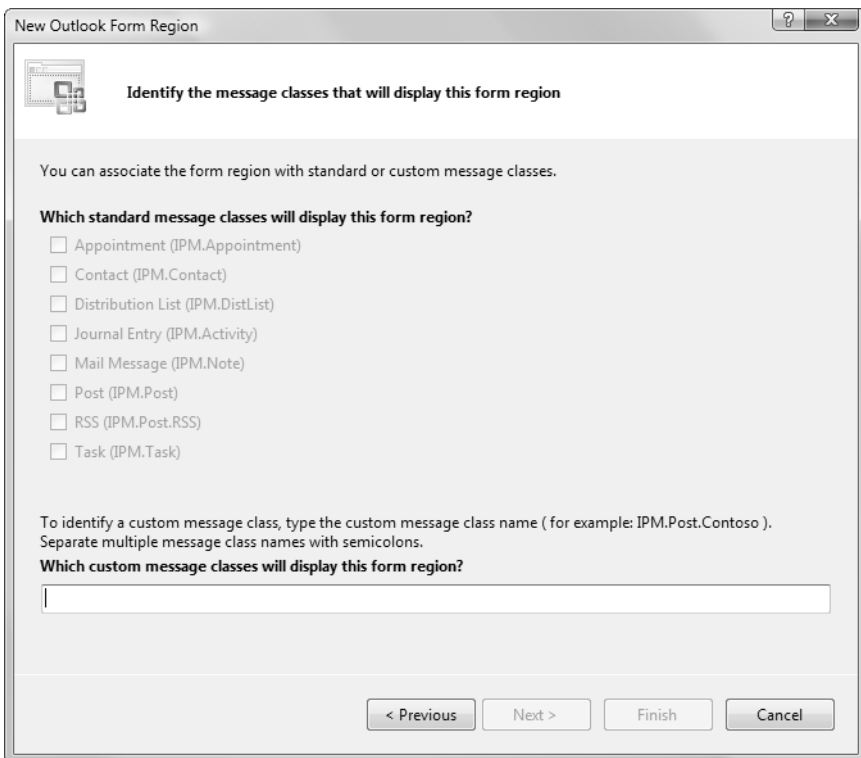 New Outlook Form Region
Identify the message classes that will display this form region
You can associate the form region with standard or custom message classes.
Which standard message classes will display this form region?
Appointment (IPM.Appointment)
Contact (IPM.Contact)
Distribution List (IPM.DistList)
Journal Entry (IPM.Activity)
Mail Message (IPM.Note)
Post (IPM.Post)
RSS (IPM.Post.RSS)
Task (IPM.Task)
To identify a custom message class, type the custom message class name ( for example: IPM.Post.Contoso ).
Separate multiple message class names with semicolons.
Which custom message classes will display this form region?
< Previous Next > Finish Cancel